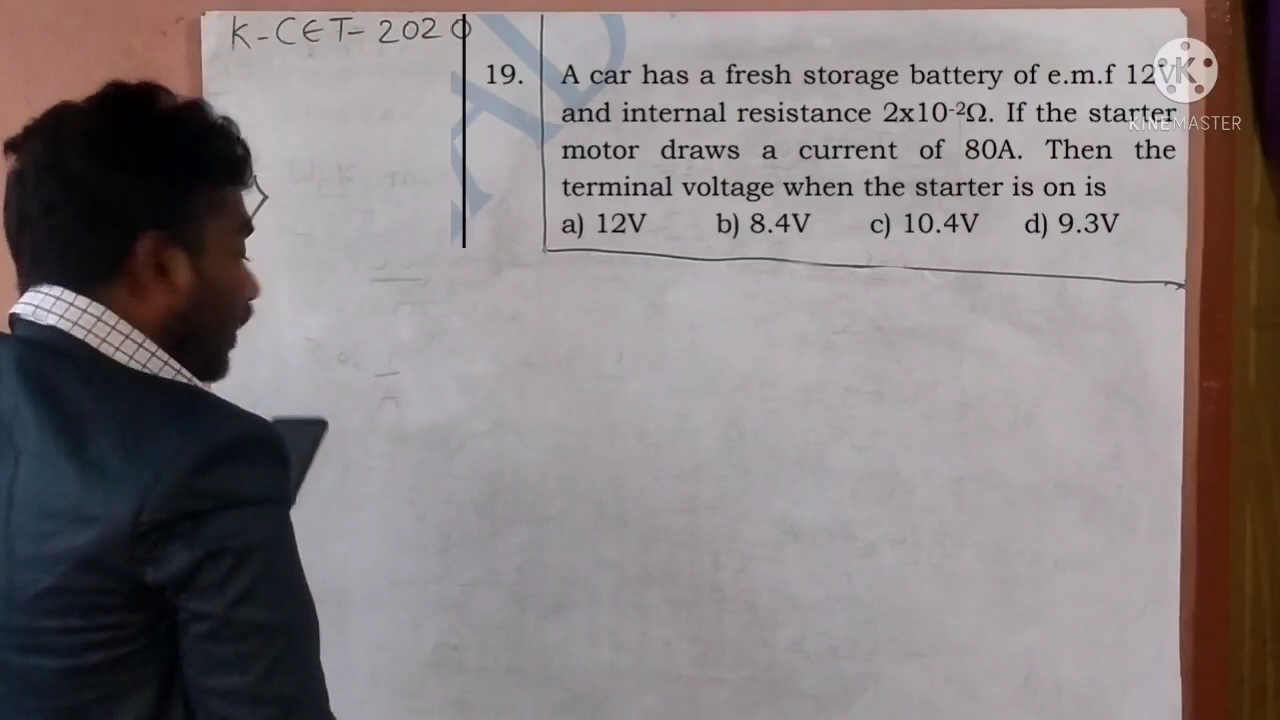 K-CET-2020
19. A car has a fresh storage battery of e.m.f 12V
and internal resistance 2x10⁻²Ω. If the starter
motor draws a current of 80A. Then the
terminal voltage when the starter is on is
a) 12V b) 8.4V c) 10.4V d) 9.3V
VK
KINEMASTER